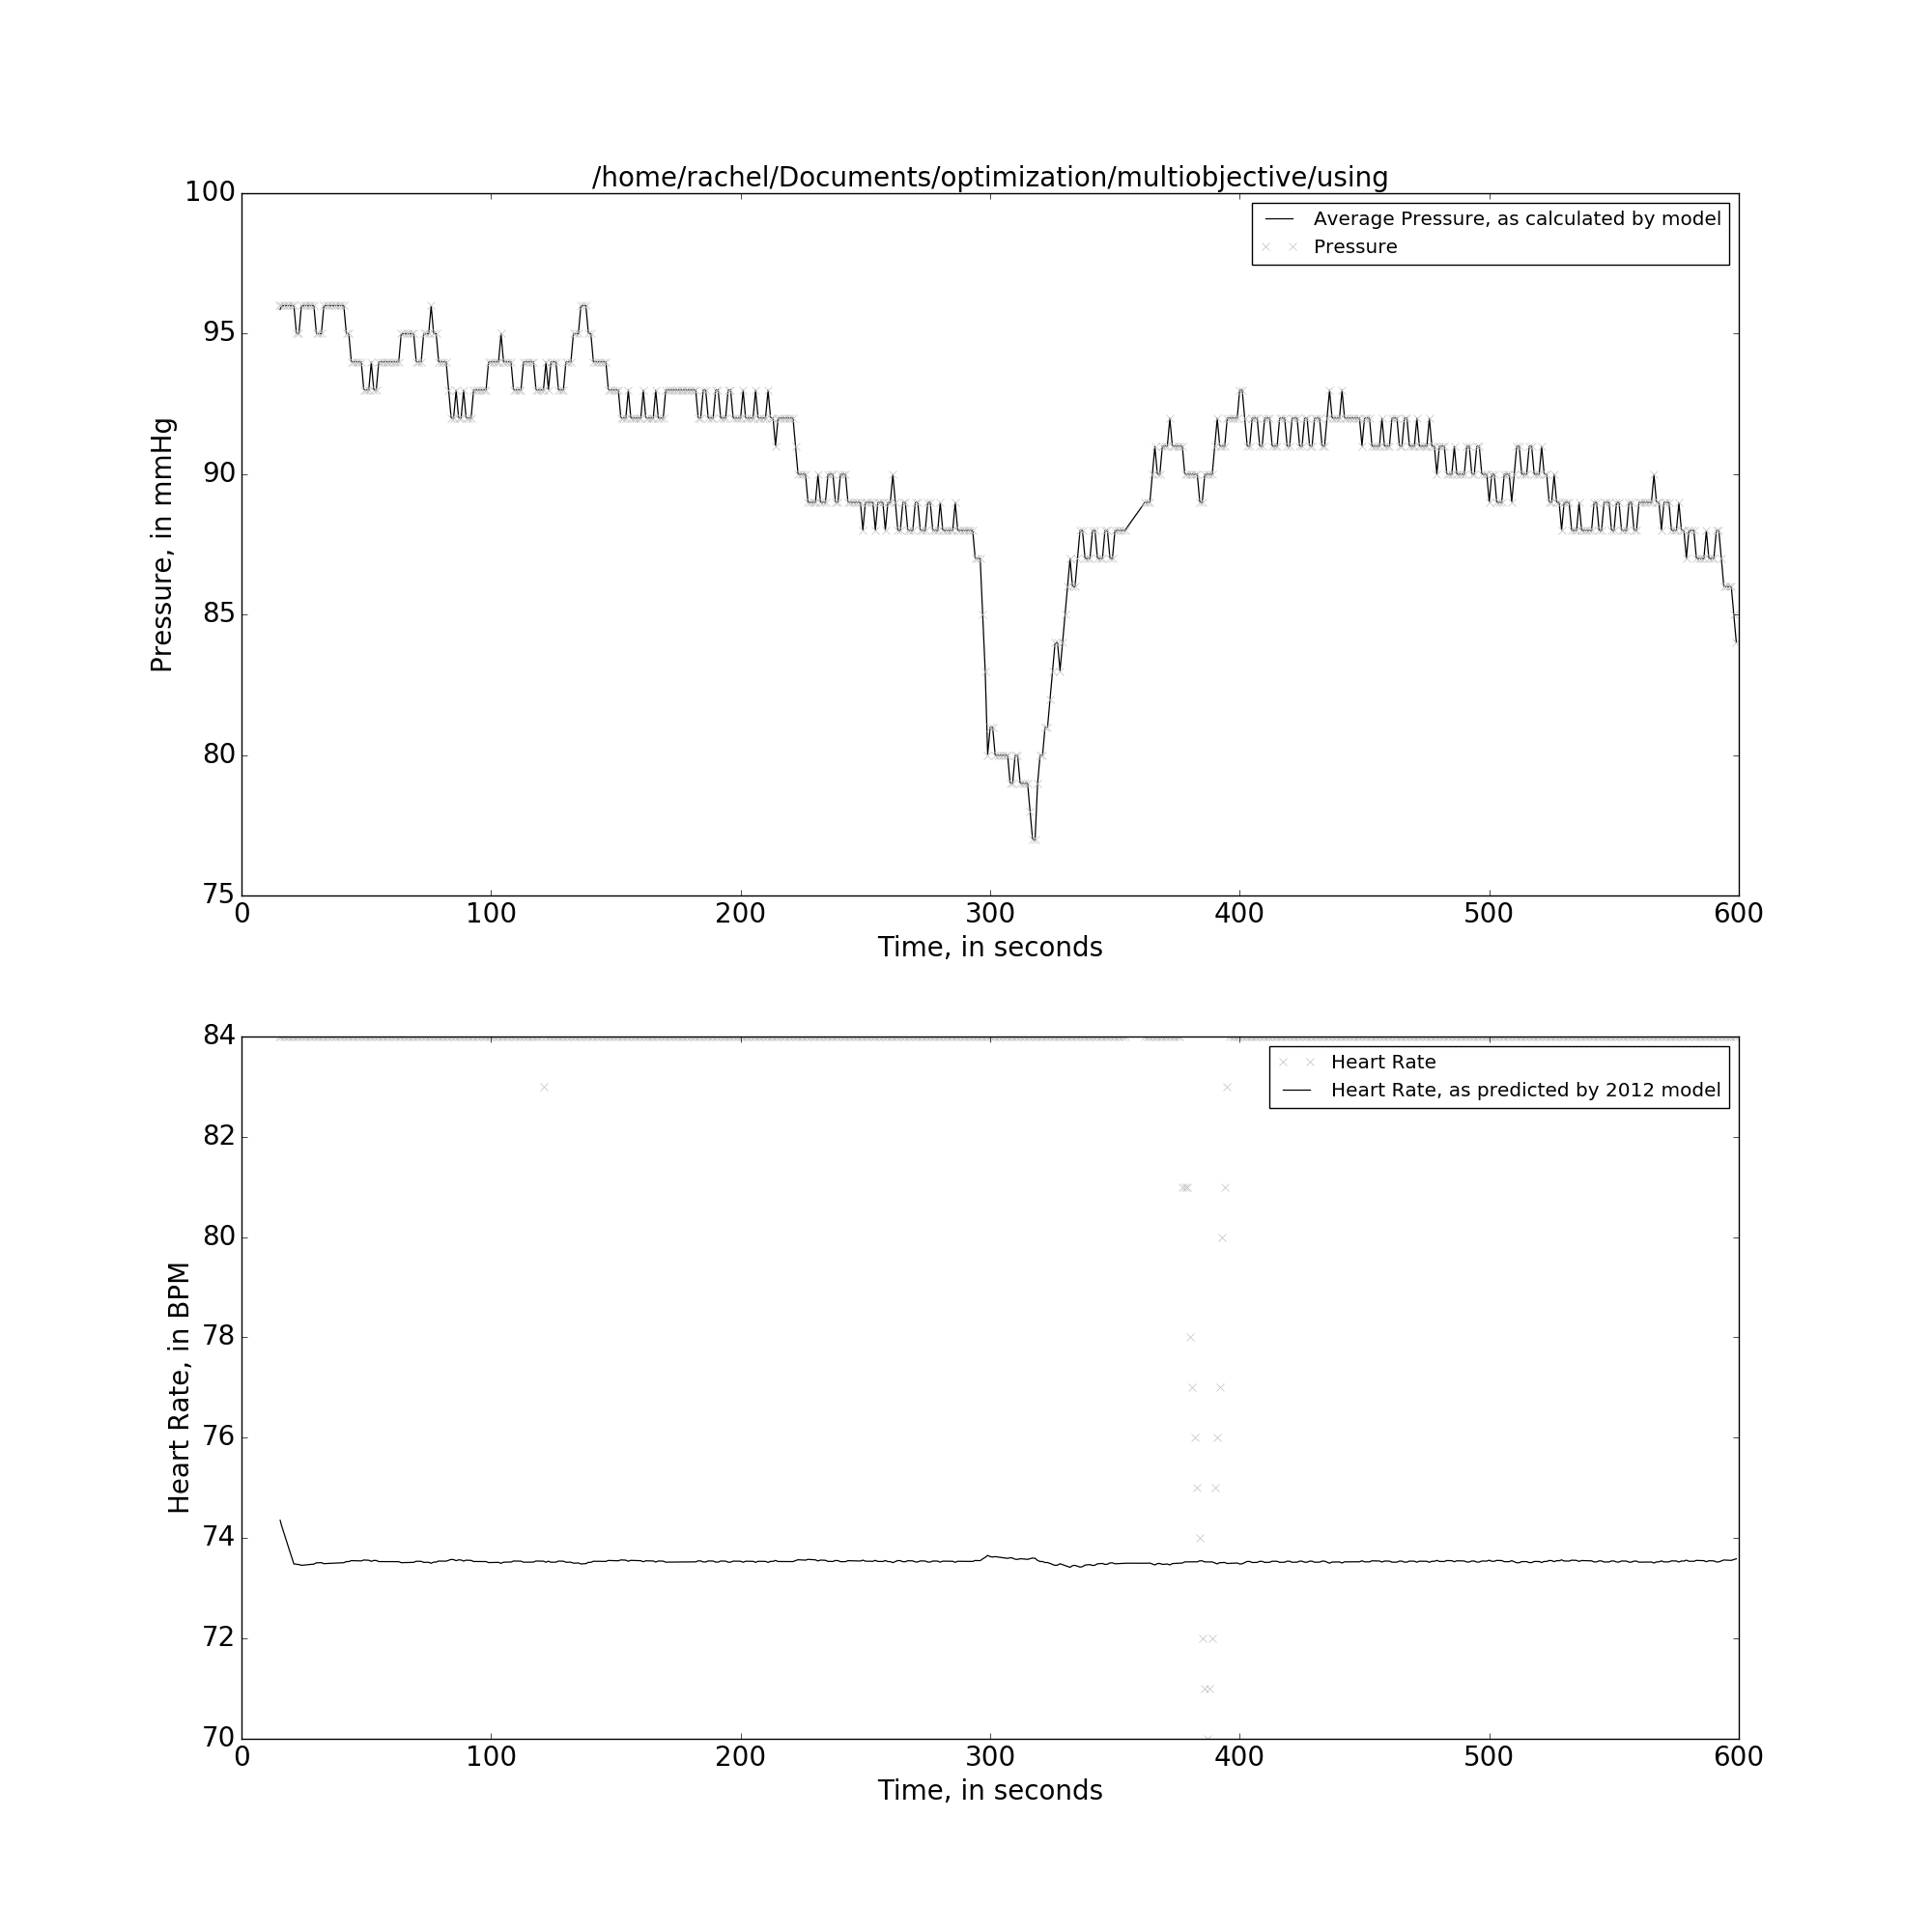 /home/rachel/Documents/optimization/multiobjective/using
100
95
90
85
80
75
Pressure, in mmHg
Average Pressure, as calculated by model
Pressure
0 100 200 300 400 500 600
Time, in seconds
84
82
80
78
76
74
72
70
Heart Rate, in BPM
Heart Rate
Heart Rate, as predicted by 2012 model
0 100 200 300 400 500 600
Time, in seconds